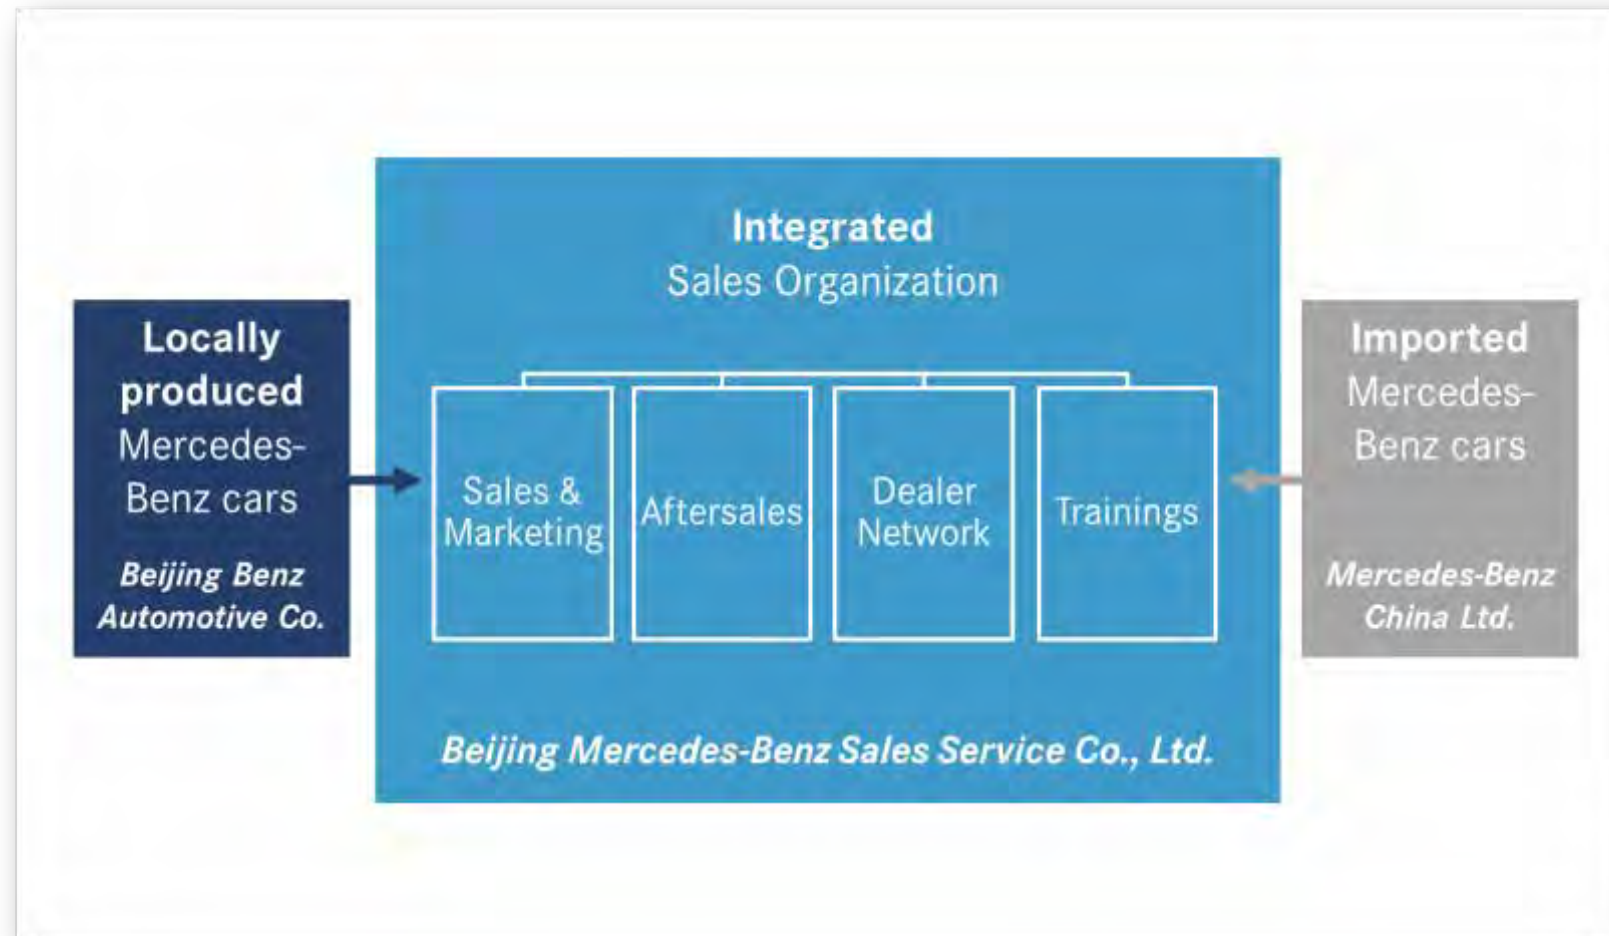 Integrated
Sales Organization
Locally
produced
Mercedes-
Benz cars
Beijing Benz
Automotive Co.
Sales &
Marketing
Aftersales
Dealer
Network
Trainings
Beijing Mercedes-Benz Sales Service Co., Ltd.
Imported
Mercedes-
Benz cars
Mercedes-Benz
China Ltd.